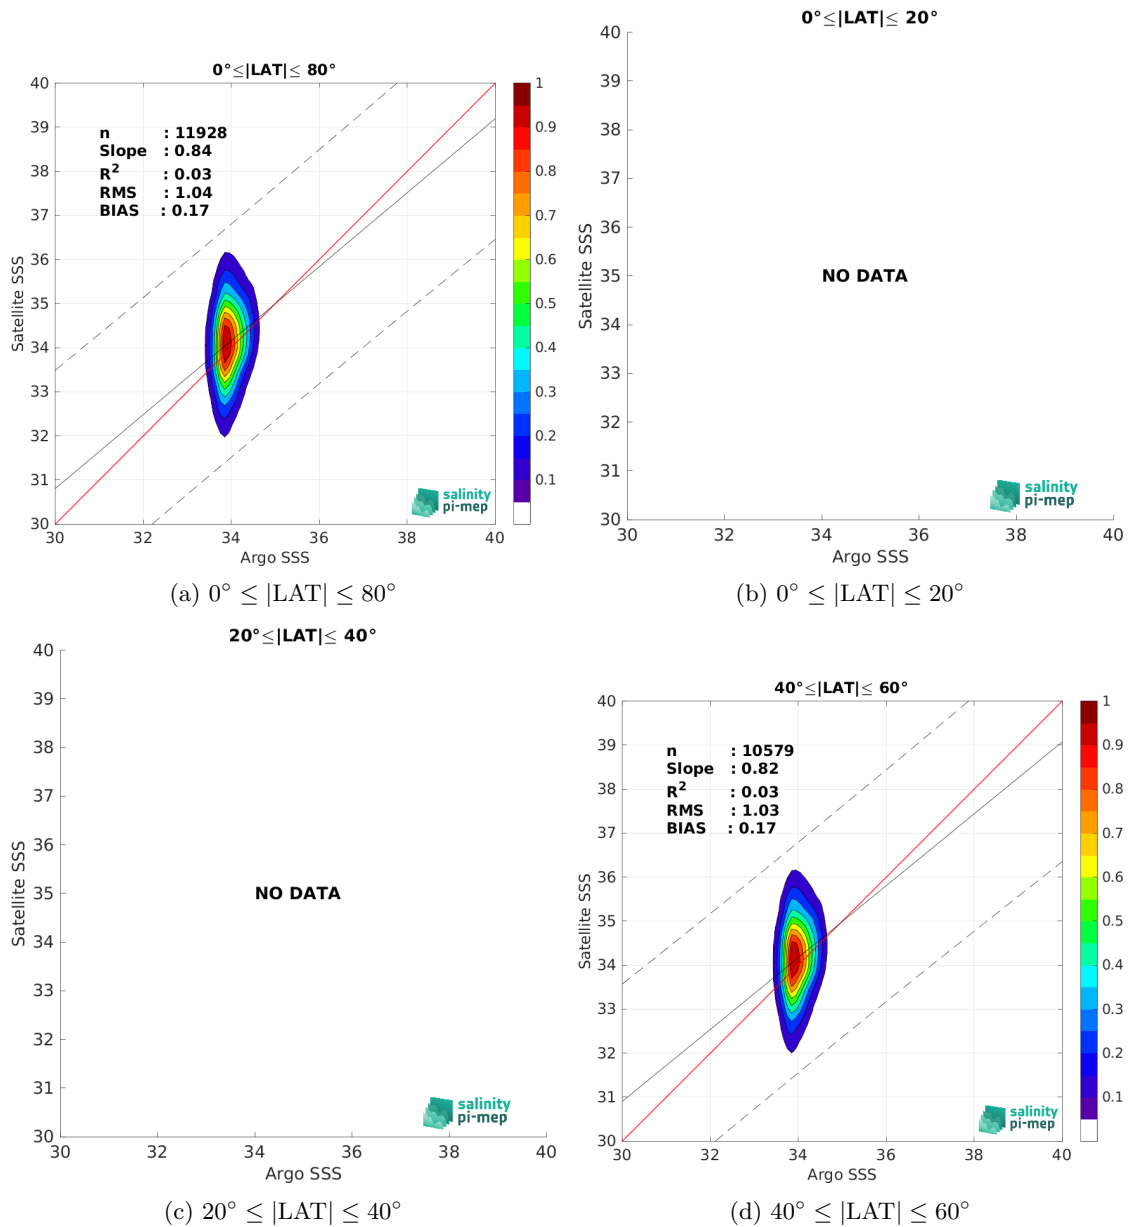 0°≤|LAT|≤ 80°
40
39
38
37
36
35
34
33
32
31
30
Satellite SSS
n : 11928
Slope : 0.84
R² : 0.03
RMS : 1.04
BIAS : 0.17
salinity
pi-mep
30 32 34 36 38 40
Argo SSS
1
0.9
0.8
0.7
0.6
0.5
0.4
0.3
0.2
0.1
(a) 0° ≤ |LAT| ≤ 80°
0°≤|LAT|≤ 20°
40
39
38
37
36
35
34
33
32
31
30
Satellite SSS
NO DATA
salinity
pi-mep
30 32 34 36 38 40
Argo SSS
(b) 0° ≤ |LAT| ≤ 20°
20°≤|LAT|≤ 40°
40
39
38
37
36
35
34
33
32
31
30
Satellite SSS
NO DATA
salinity
pi-mep
30 32 34 36 38 40
Argo SSS
(c) 20° ≤ |LAT| ≤ 40°
40°≤|LAT|≤ 60°
40
39
38
37
36
35
34
33
32
31
30
Satellite SSS
n : 10579
Slope : 0.82
R² : 0.03
RMS : 1.03
BIAS : 0.17
salinity
pi-mep
30 32 34 36 38 40
Argo SSS
1
0.9
0.8
0.7
0.6
0.5
0.4
0.3
0.2
0.1
(d) 40° ≤ |LAT| ≤ 60°